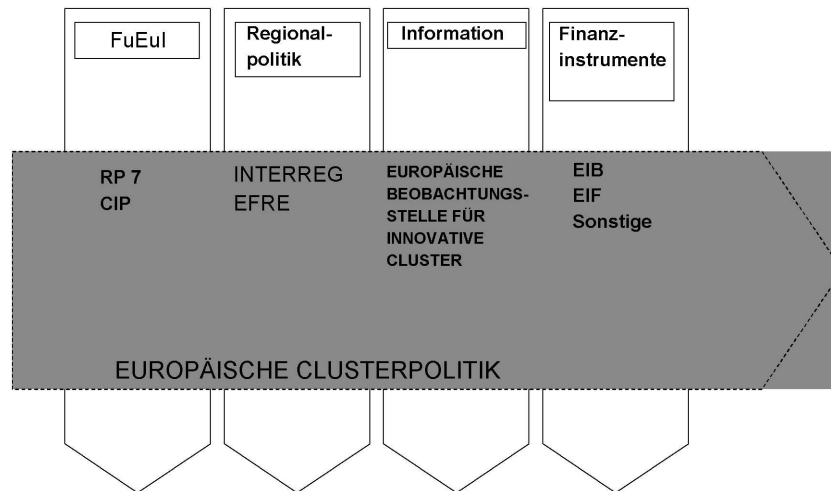 FuEuI
Regional-
politik
Information
Finanz-
instrumente
RP 7
CIP
INTERREG
EFRE
EUROPÄISCHE
BEOBACHTUNGS-
STELLE FÜR
INNOVATIVE
CLUSTER
EIB
EIF
Sonstige
EUROPÄISCHE CLUSTERPOLITIK